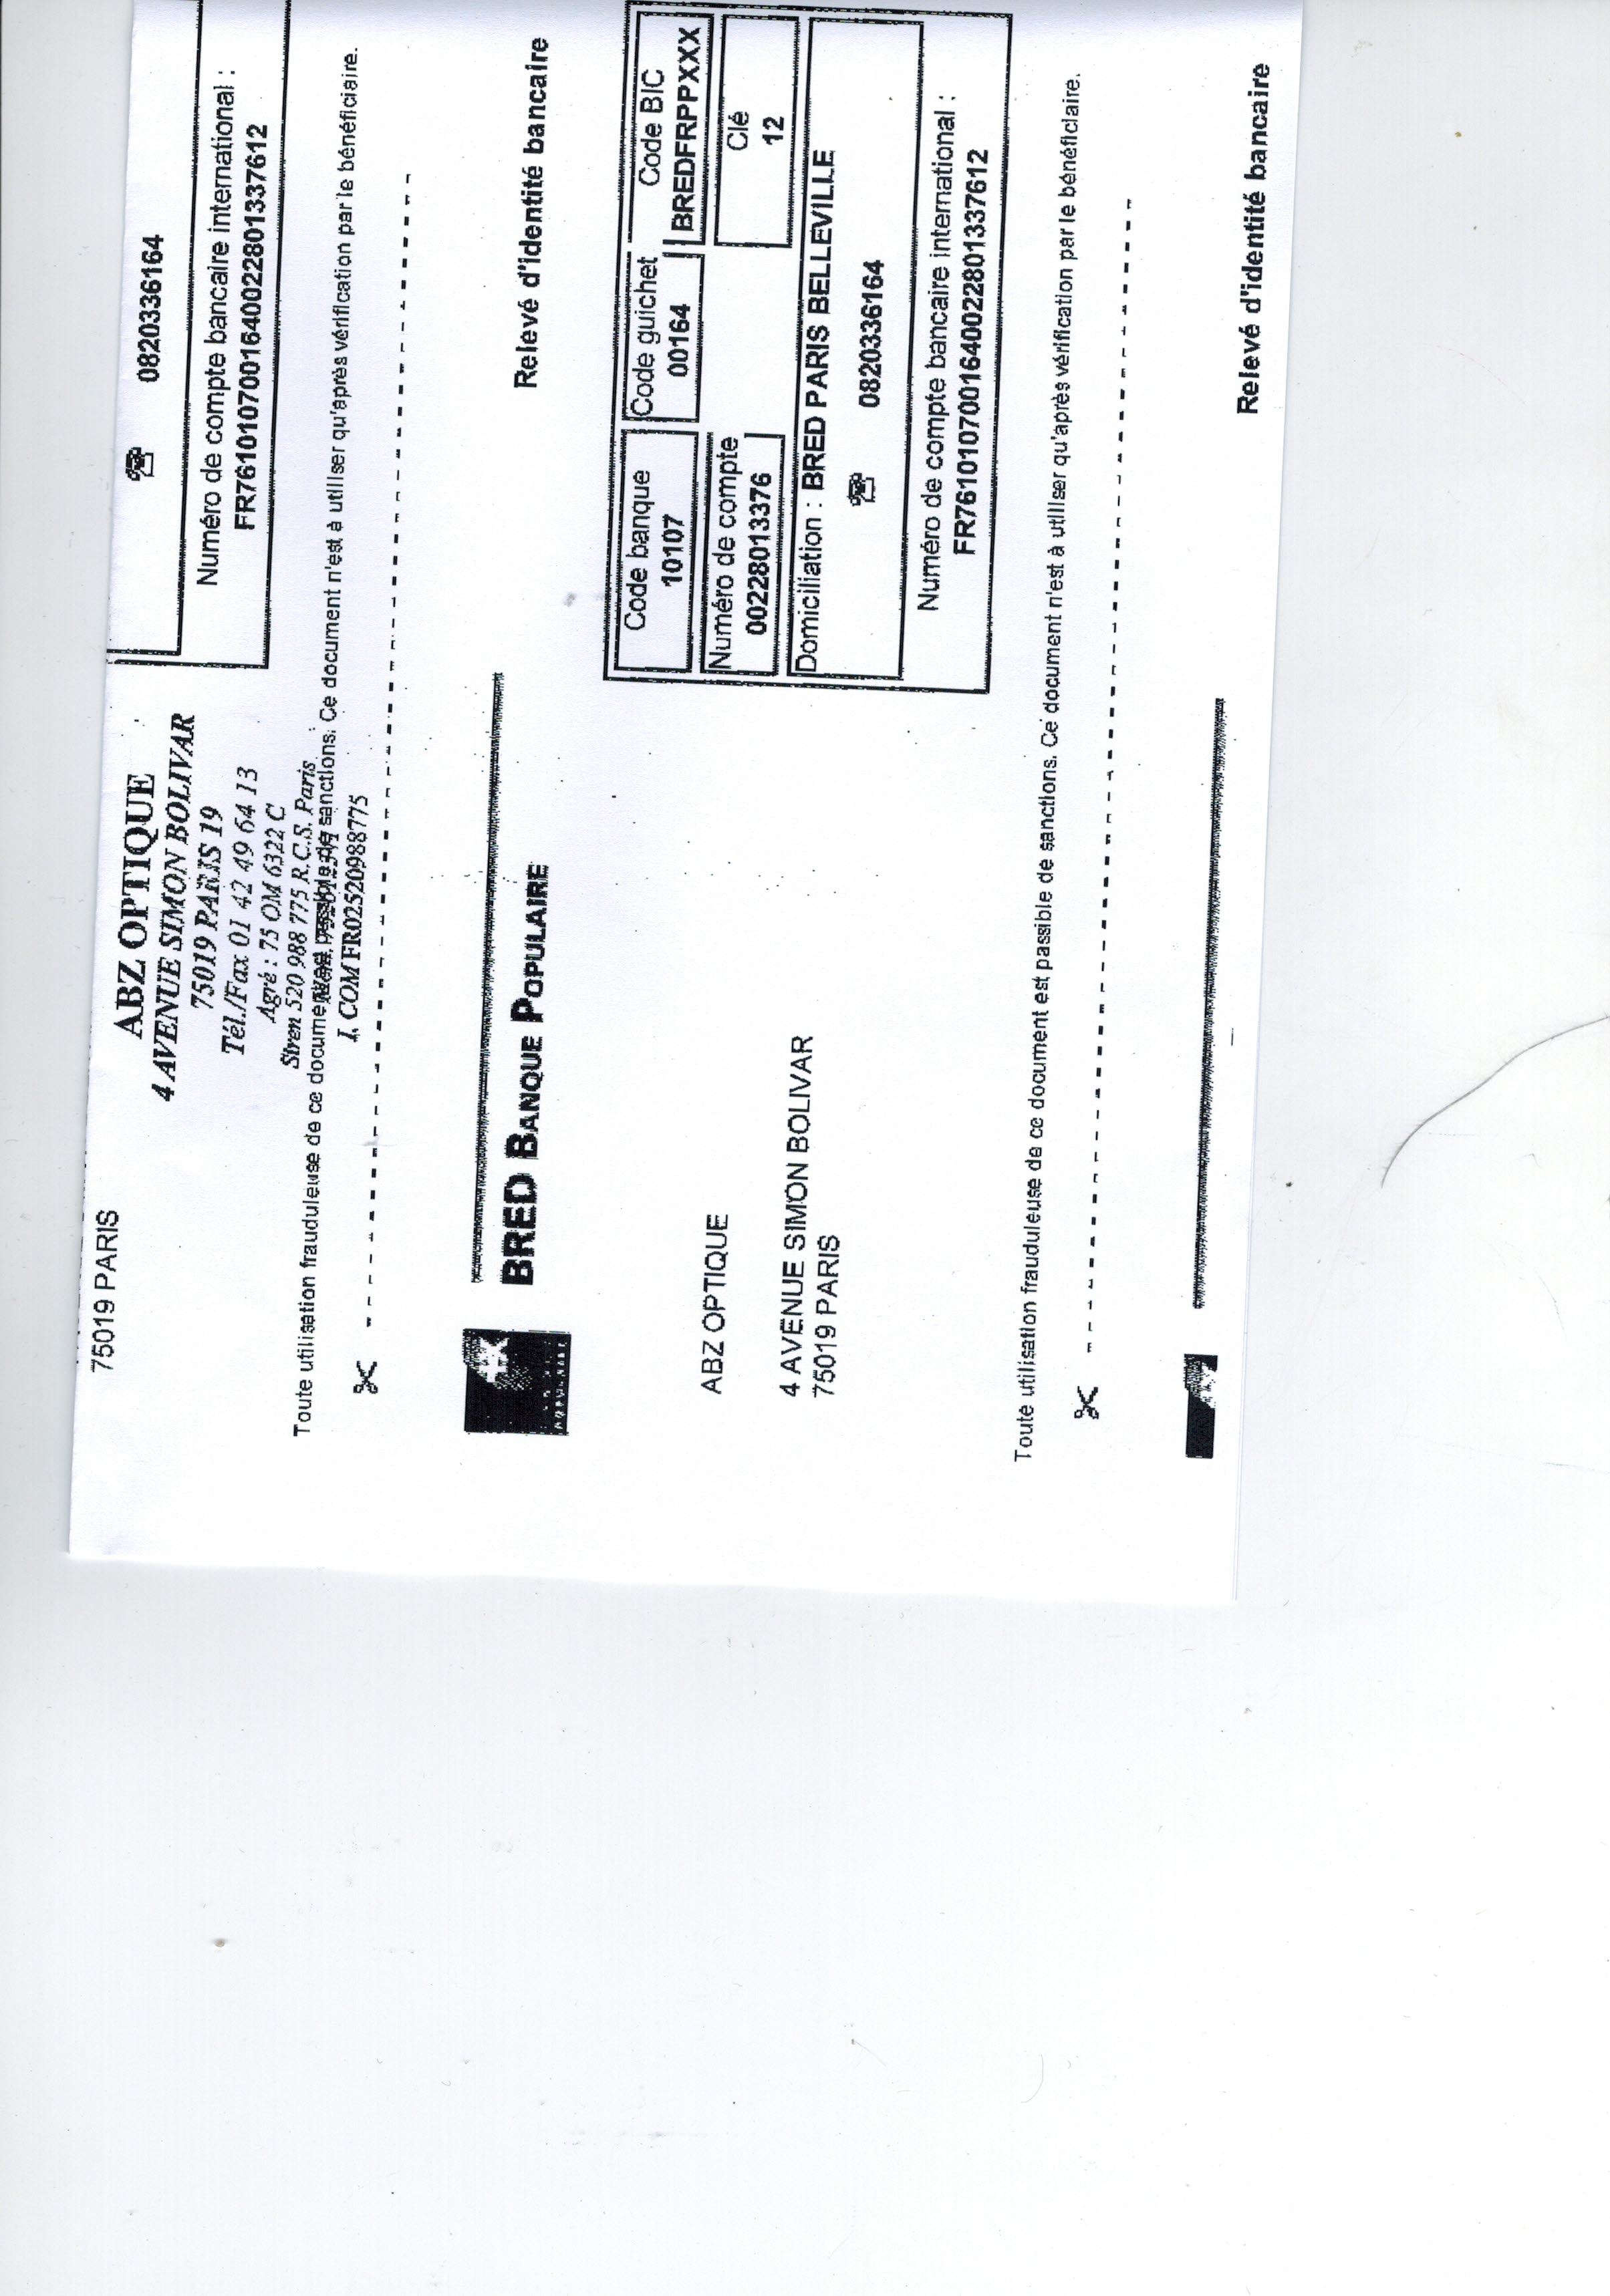 75019 PARIS
ABZ OPTIQUE
4 AVENUE SIMON BOLIVAR
75019 PARIS 19
Tél./Fax 01 42 49 64 13
Agré : 75 OM 6322 C
Siren 520 988 775 R.C.S. Paris
I. COM FR02520988775
0820336164
Numéro de compte bancaire international :
FR7610107001640022801337612
Toute utilisation frauduleuse de ce document est passible de sanctions. Ce document n'est à utiliser qu'après vérification par le bénéficiaire.
BRED BANQUE POPULAIRE
Relevé d'identité bancaire
ABZ OPTIQUE
4 AVENUE SIMON BOLIVAR
75019 PARIS
Code banque Code guichet Code BIC
10107 00164 BREDFRPPXXX
Numéro de compte Clé
00228013376 12
Domiciliation : BRED PARIS BELLEVILLE
0820336164
Numéro de compte bancaire international :
FR7610107001640022801337612
Toute utilisation frauduleuse de ce document est passible de sanctions. Ce document n'est à utiliser qu'après vérification par le bénéficiaire.
Relevé d'identité bancaire